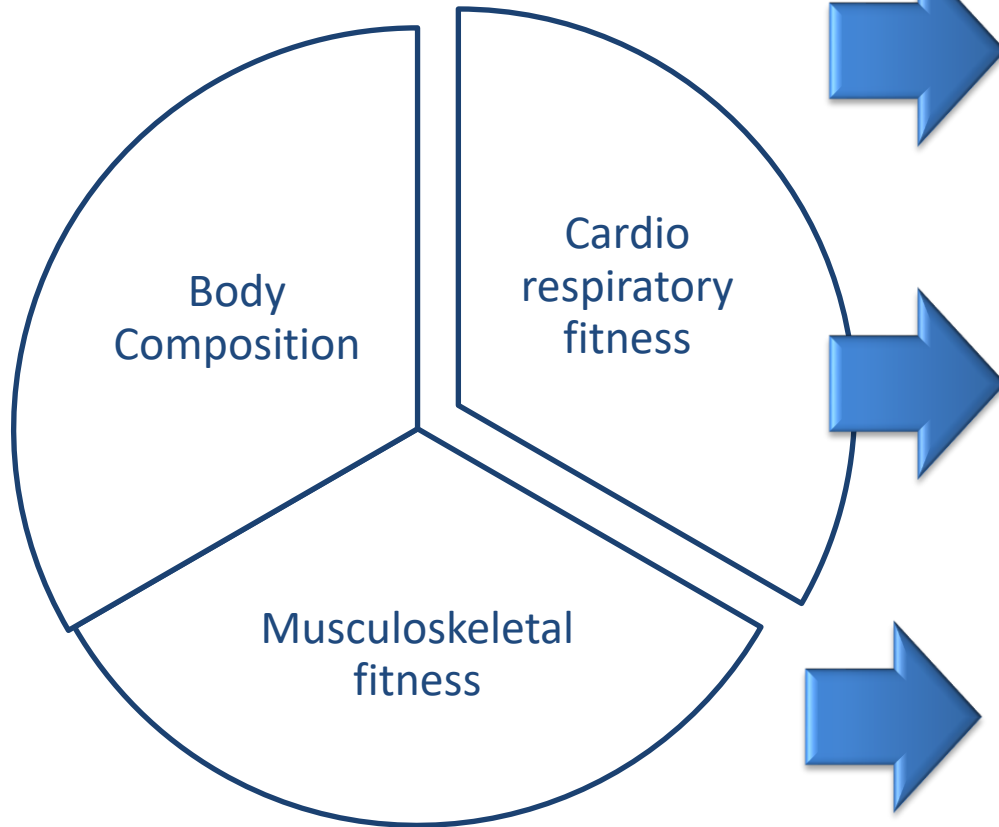 Body
Composition
Cardio
respiratory
fitness
Musculoskeletal
fitness